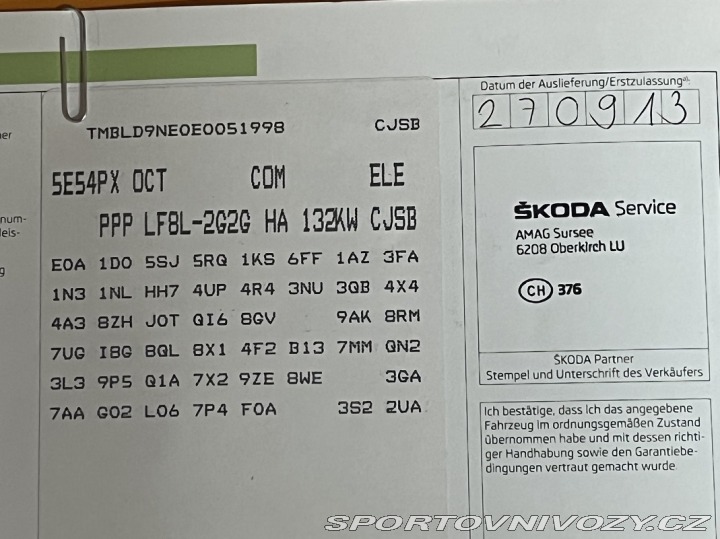 Datum der Auslieferung/Erstzulassung
270913
TMBLD9NE0E0051998 CJSB
5E54PX OCT COM ELE
PPP LF8L-2G2G HA 132KW CJSB
E0A 1D0 5SJ 5RQ 1KS 6FF 1AZ 3FA
1N3 1NL HH7 4UP 4R4 3NU 3QB 4X4
4A3 8ZH J0T QI6 8GV 9AK 8RM
7UG I8G 8QL 8X1 4F2 B13 7MM QN2
3L3 9P5 Q1A 7X2 9ZE 8WE 3GA
7AA G02 L06 7P4 F0A 3S2 2UA
ŠKODA Service
AMAG Sursee
6208 Oberkirch LU
CH 376
ŠKODA Partner
Stempel und Unterschrift des Verkäufers
Ich bestätige, dass ich das angegebene
Fahrzeug im ordnungsgemäßen Zustand
übernommen habe und mit dessen richti-
ger Handhabung sowie den Garantiebe-
dingungen vertraut gemacht wurde.
num-
leis-
g
SPORTOVNIVOZY.CZ